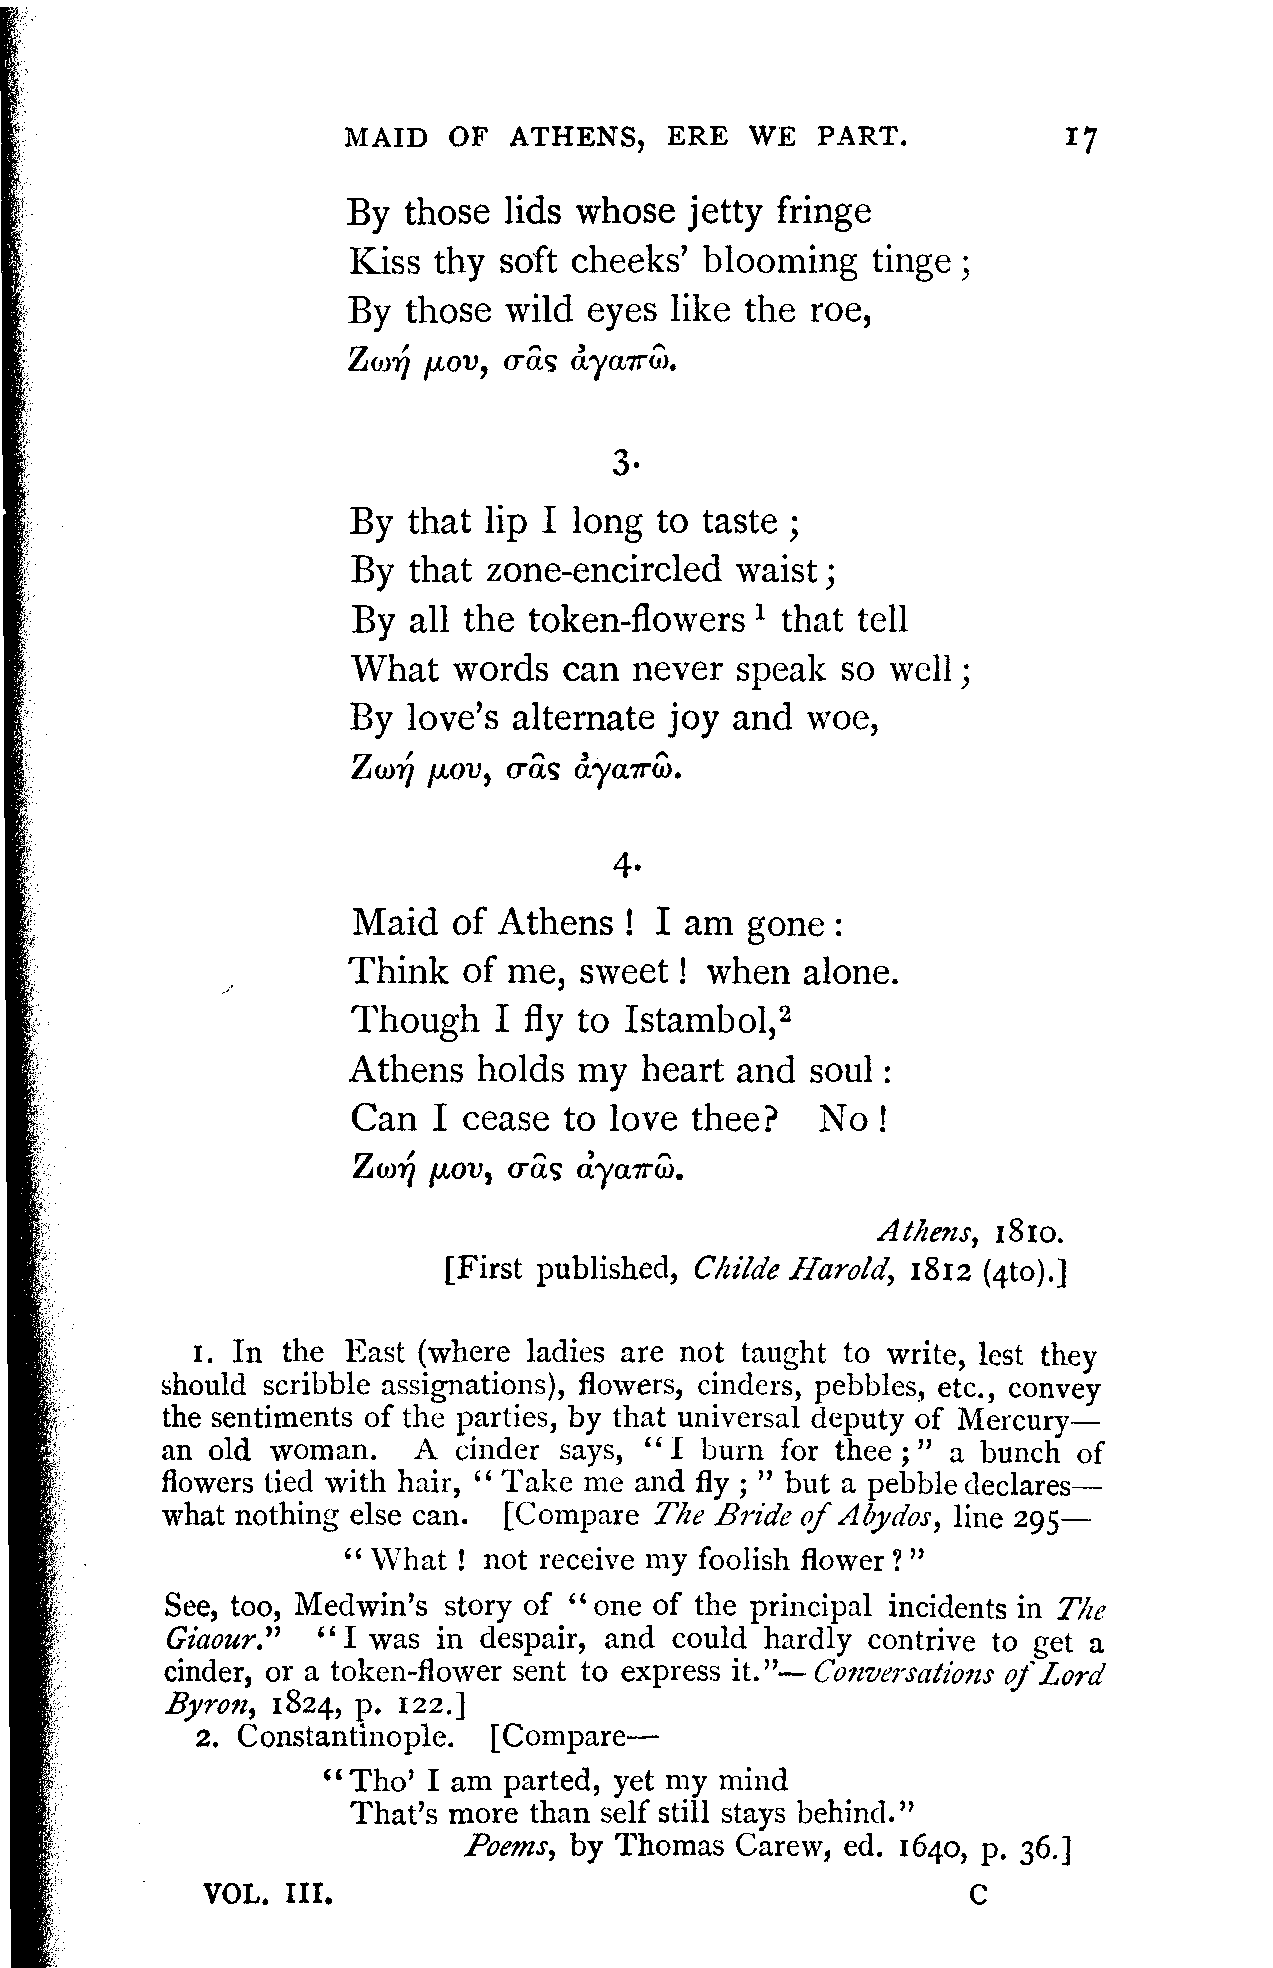 MAID OF ATHENS, ERE WE PART. 17
By those lids whose jetty fringe
Kiss thy soft cheeks' blooming tinge;
By those wild eyes like the roe,
Ζωή μου, σᾶς ἀγαπῶ.
3.
By that lip I long to taste;
By that zone-encircled waist;
By all the token-flowers¹ that tell
What words can never speak so well;
By love's alternate joy and woe,
Ζωή μου, σᾶς ἀγαπῶ.
4.
Maid of Athens! I am gone:
Think of me, sweet! when alone.
Though I fly to Istambol,²
Athens holds my heart and soul:
Can I cease to love thee? No!
Ζωή μου, σᾶς ἀγαπῶ.
Athens, 1810.
[First published, Childe Harold, 1812 (4to).]
1. In the East (where ladies are not taught to write, lest they
should scribble assignations), flowers, cinders, pebbles, etc., convey
the sentiments of the parties, by that universal deputy of Mercury—
an old woman. A cinder says, "I burn for thee;" a bunch of
flowers tied with hair, "Take me and fly;" but a pebble declares—
what nothing else can. [Compare The Bride of Abydos, line 295—
"What! not receive my foolish flower?"
See, too, Medwin's story of "one of the principal incidents in The
Giaour." "I was in despair, and could hardly contrive to get a
cinder, or a token-flower sent to express it."—Conversations of Lord
Byron, 1824, p. 122.]
2. Constantinople. [Compare—
"Tho' I am parted, yet my mind
That's more than self still stays behind."
Poems, by Thomas Carew, ed. 1640, p. 36.]
VOL. III. C